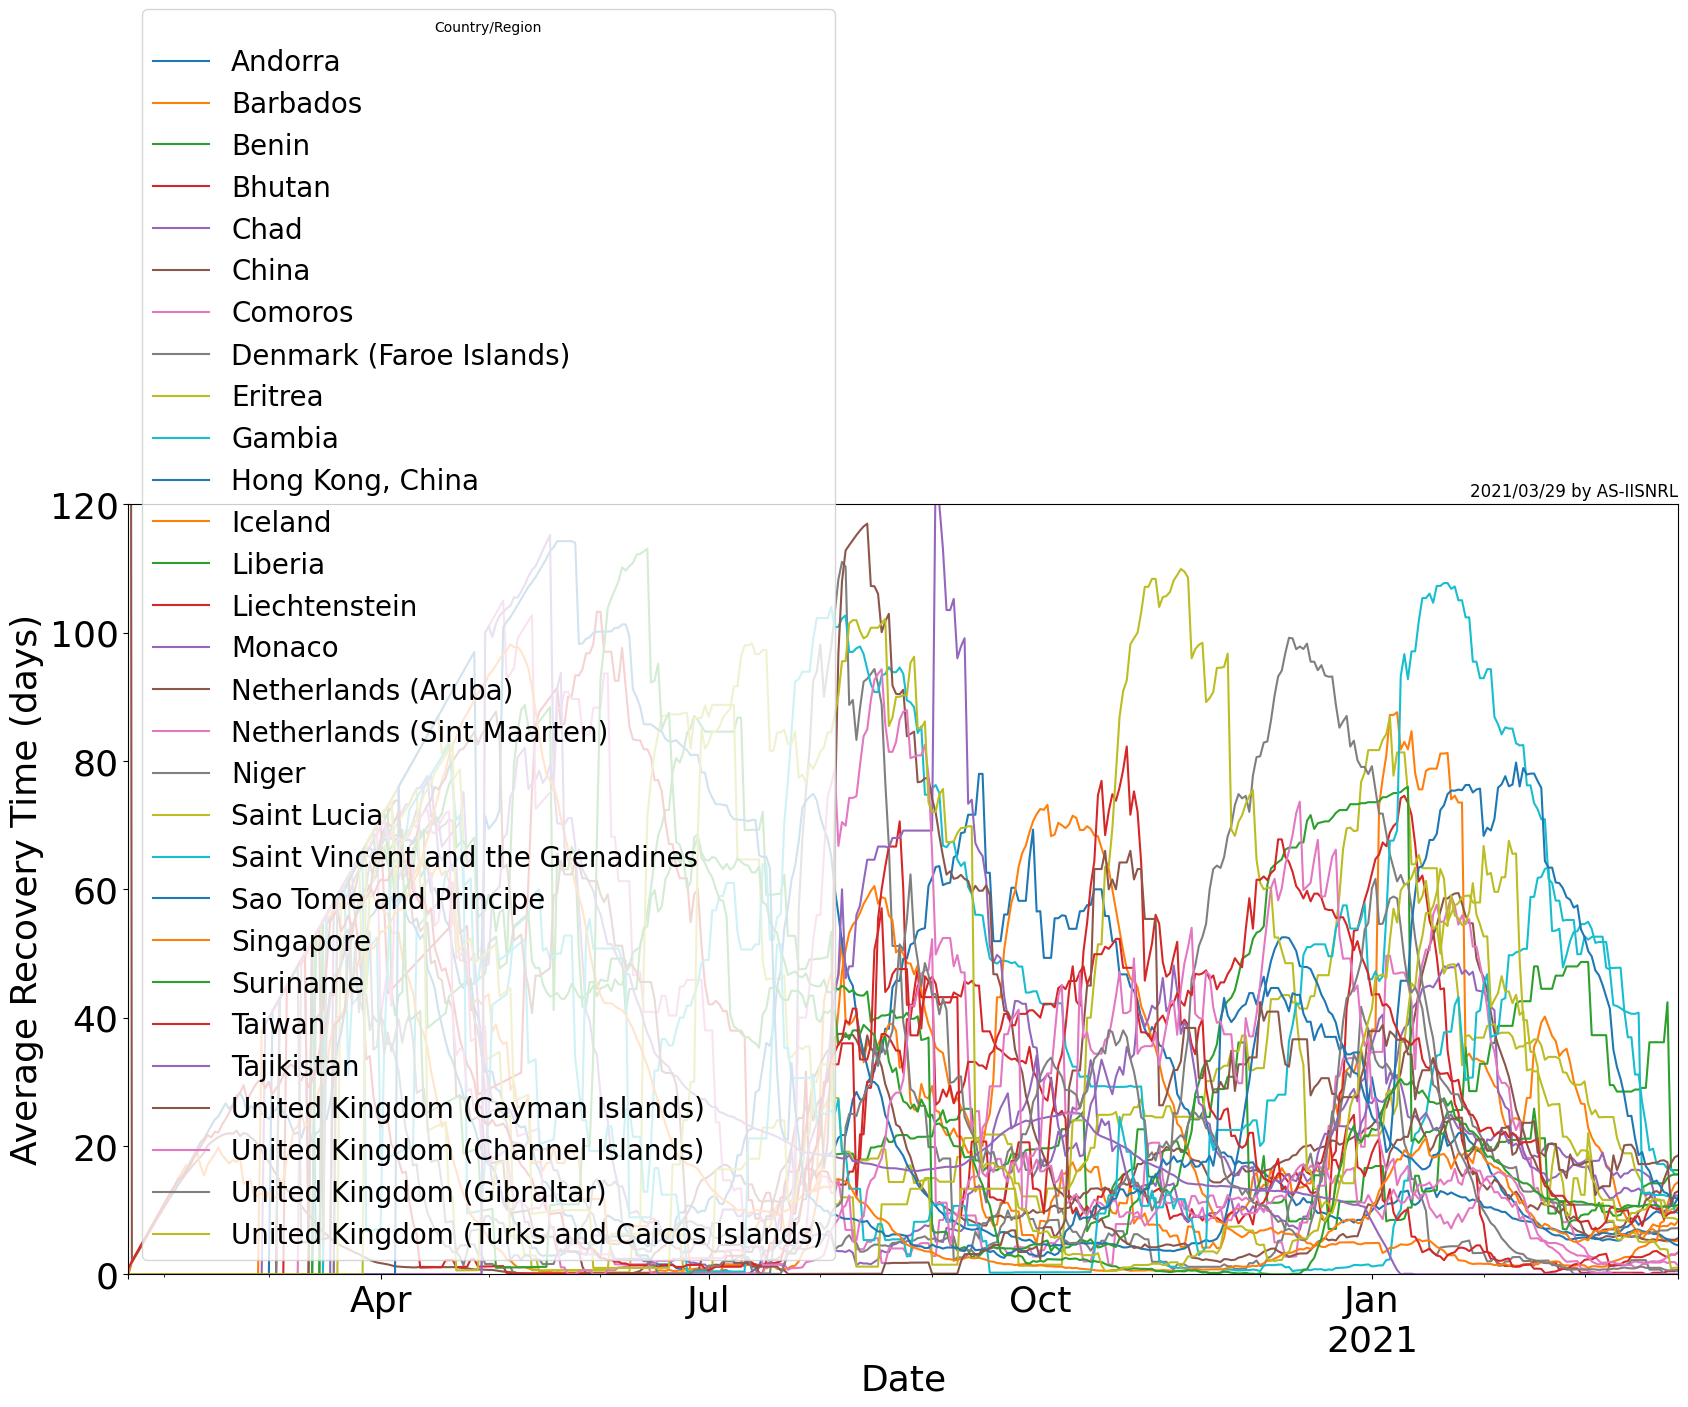 Country/Region
Andorra
Barbados
Benin
Bhutan
Chad
China
Comoros
Denmark (Faroe Islands)
Eritrea
Gambia
Hong Kong, China
Iceland
Liberia
Liechtenstein
Monaco
Netherlands (Aruba)
Netherlands (Sint Maarten)
Niger
Saint Lucia
Saint Vincent and the Grenadines
Sao Tome and Principe
Singapore
Suriname
Taiwan
Tajikistan
United Kingdom (Cayman Islands)
United Kingdom (Channel Islands)
United Kingdom (Gibraltar)
United Kingdom (Turks and Caicos Islands)
2021/03/29 by AS-IISNRL
Average Recovery Time (days)
120
100
80
60
40
20
0
Apr
Jul
Oct
Jan
2021
Date